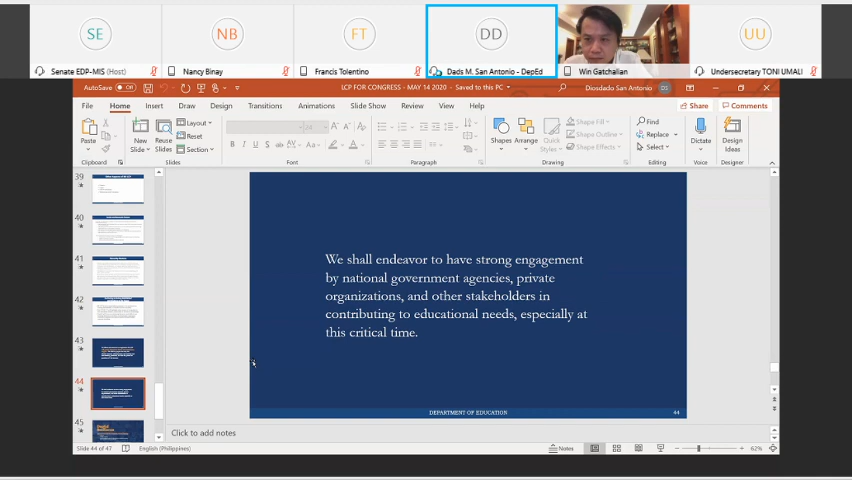 SE
NB
FT
DD
UU
Senate EDP-MIS (Host)
Nancy Binay
Francis Tolentino
Dads M. San Antonio - DepEd
Win Gatchalian
Undersecretary TONI UMALI
AutoSave Off
LCP FOR CONGRESS - MAY 14 2020 - Saved to this PC
Diosdado San Antonio DS
File Home Insert Draw Design Transitions Animations Slide Show Review View Help
Share Comments
Paste
New Slide
Reuse Slides
Layout
Reset
Section
Shapes
Arrange
Quick Styles
Shape Fill
Shape Outline
Shape Effects
Find
Replace
Select
Dictate
Design Ideas
Clipboard Slides Font Paragraph Drawing Editing Voice Designer
39
40
41
42
43
44
45
We shall endeavor to have strong engagement
by national government agencies, private
organizations, and other stakeholders in
contributing to educational needs, especially at
this critical time.
DEPARTMENT OF EDUCATION 44
Click to add notes
Slide 44 of 47 English (Philippines) Notes 62%